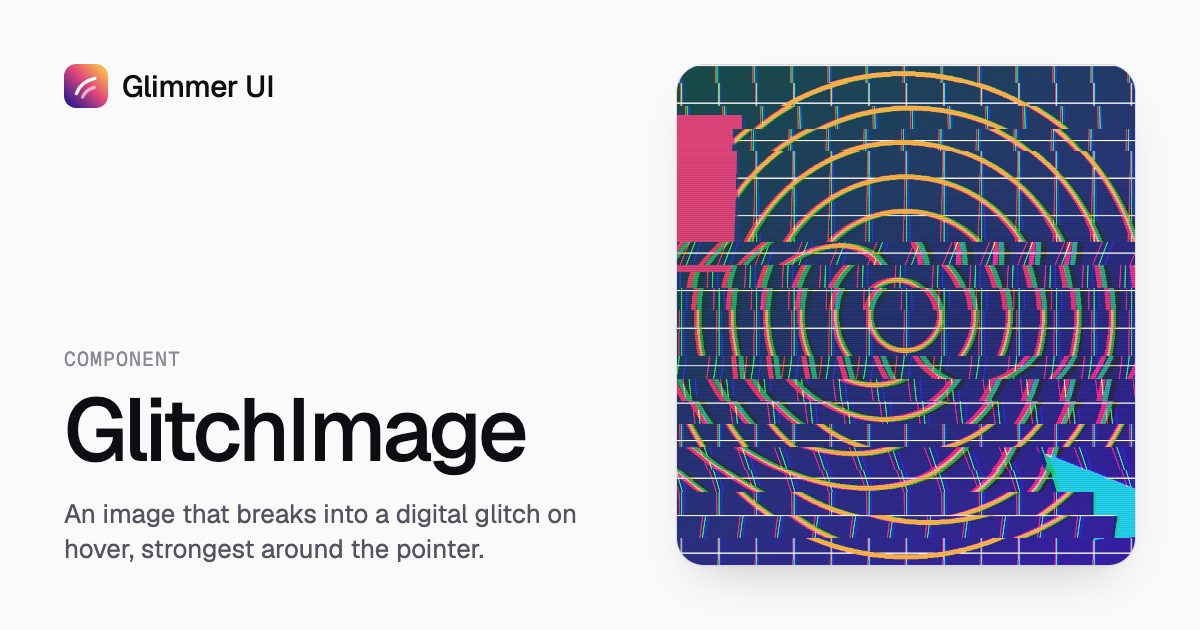 Glimmer UI
COMPONENT
GlitchImage
An image that breaks into a digital glitch on
hover, strongest around the pointer.